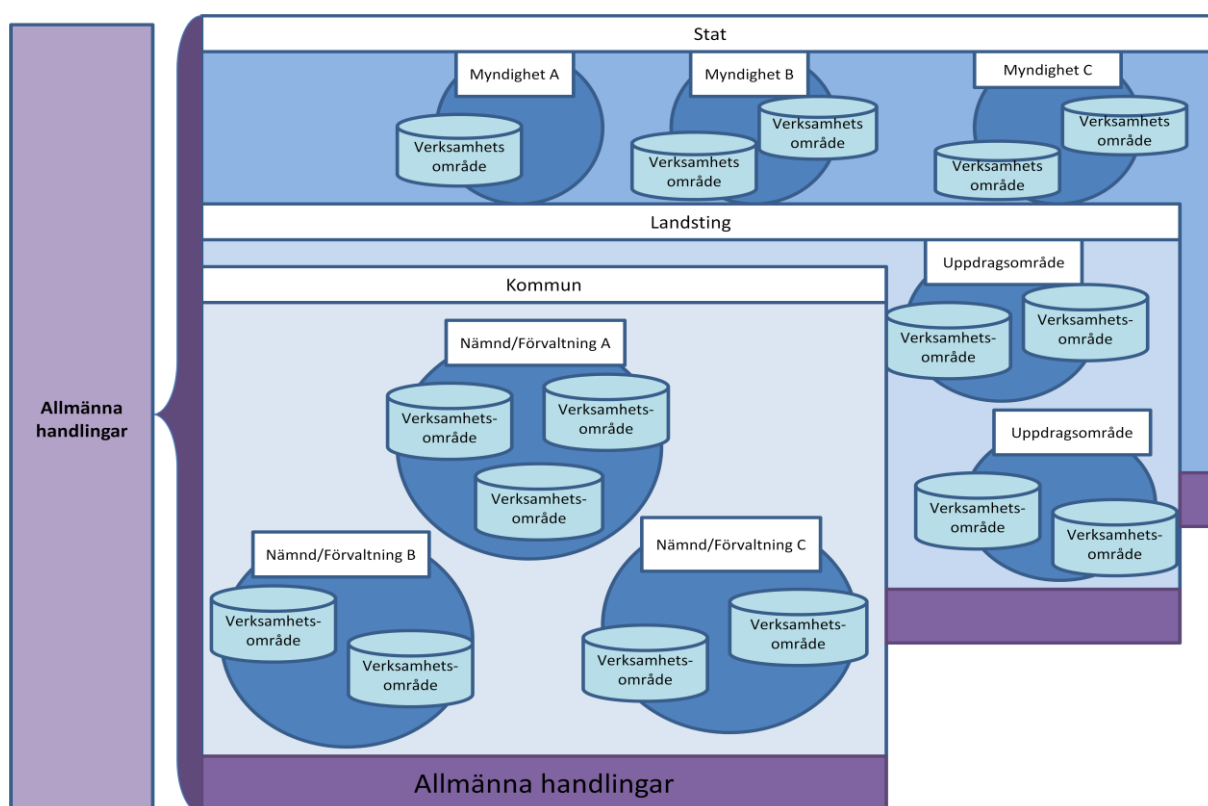 Stat
Myndighet A
Myndighet B
Myndighet C
Verksamhets
område
Verksamhets
område
Verksamhets
område
Verksamhets
område
Verksamhets
område
Landsting
Uppdragsområde
Verksamhets-
område
Verksamhets-
område
Uppdragsområde
Verksamhets-
område
Verksamhets-
område
Kommun
Nämnd/Förvaltning A
Verksamhets-
område
Verksamhets-
område
Verksamhets-
område
Nämnd/Förvaltning B
Verksamhets-
område
Verksamhets-
område
Nämnd/Förvaltning C
Verksamhets-
område
Verksamhets-
område
Allmänna
handlingar
Allmänna handlingar